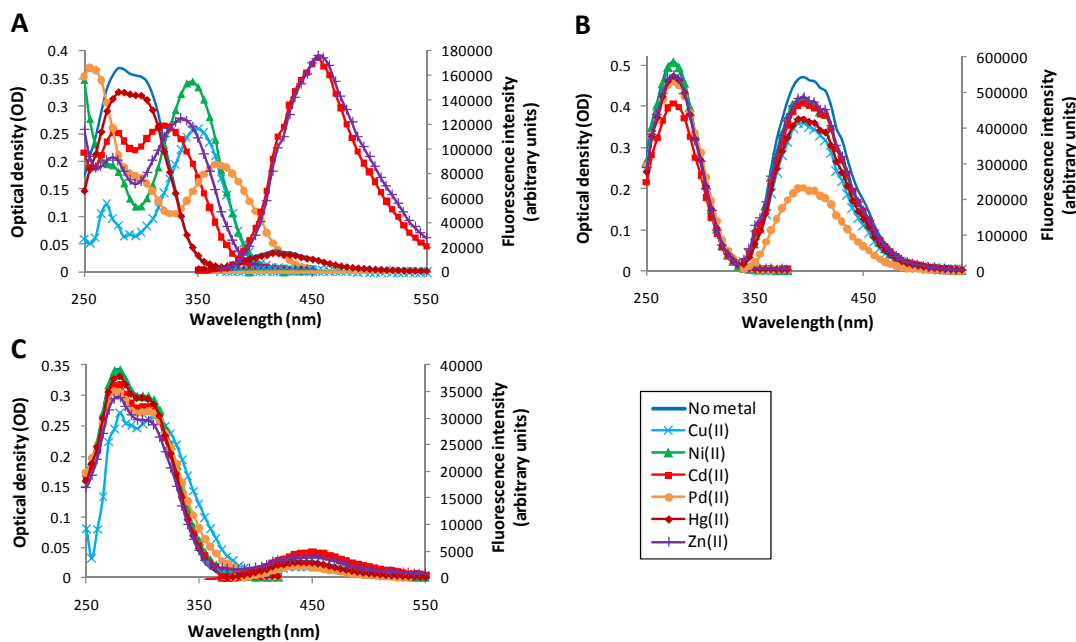 A
Optical density (OD)
0.4
0.35
0.3
0.25
0.2
0.15
0.1
0.05
0
250
350
450
550
Wavelength (nm)
180000
160000
140000
120000
100000
80000
60000
40000
20000
0
Fluorescence intensity
(arbitrary units)
B
Optical density (OD)
0.5
0.4
0.3
0.2
0.1
0
250
350
450
Wavelength (nm)
600000
500000
400000
300000
200000
100000
0
Fluorescence intensity
(arbitrary units)
C
Optical density (OD)
0.35
0.3
0.25
0.2
0.15
0.1
0.05
0
250
350
450
550
Wavelength (nm)
40000
35000
30000
25000
20000
15000
10000
5000
0
Fluorescence intensity
(arbitrary units)
No metal
Cu(II)
Ni(II)
Cd(II)
Pd(II)
Hg(II)
Zn(II)